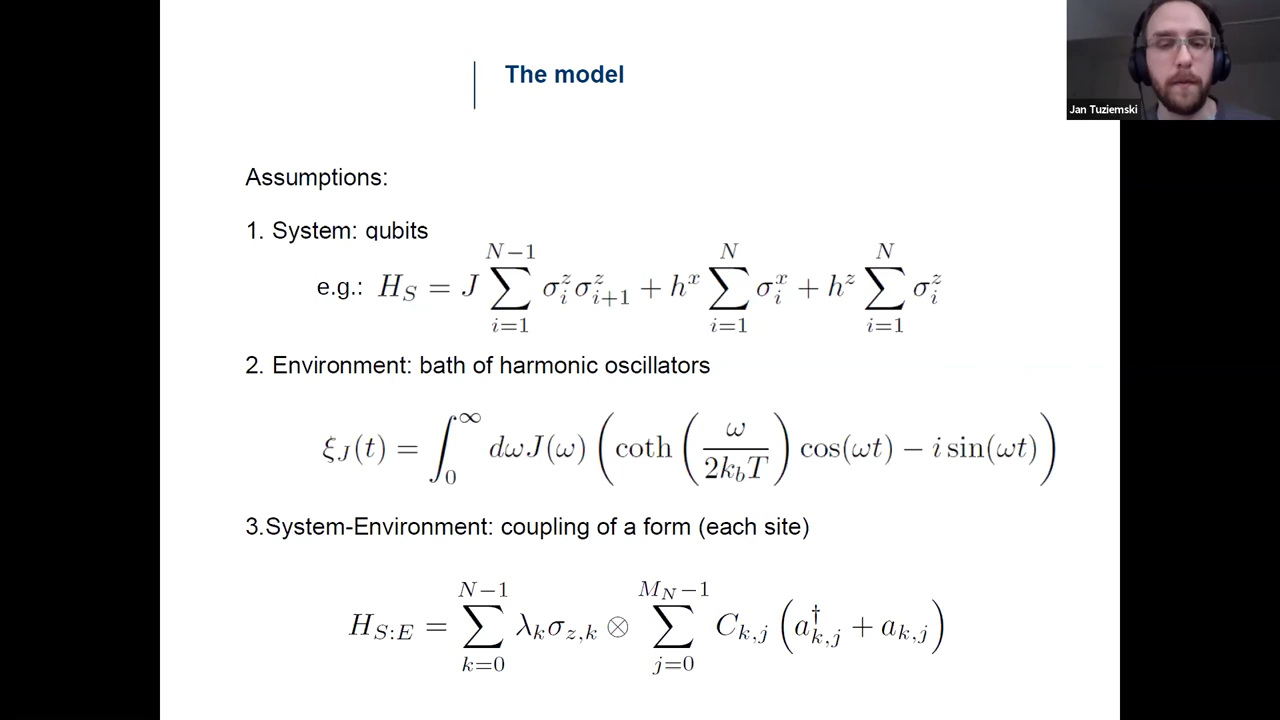 The model
Jan Tuziemski
Assumptions:
1. System: qubits
e.g.: $H_S = J \sum_{i=1}^{N-1} \sigma_i^z \sigma_{i+1}^z + h^x \sum_{i=1}^{N} \sigma_i^x + h^z \sum_{i=1}^{N} \sigma_i^z$
2. Environment: bath of harmonic oscillators
$\xi_J(t) = \int_0^\infty d\omega J(\omega) \left( \coth \left( \frac{\omega}{2k_bT} \right) \cos(\omega t) - i \sin(\omega t) \right)$
3.System-Environment: coupling of a form (each site)
$H_{S:E} = \sum_{k=0}^{N-1} \lambda_k \sigma_{z,k} \otimes \sum_{j=0}^{M_N-1} C_{k,j} \left( a_{k,j}^\dagger + a_{k,j} \right)$